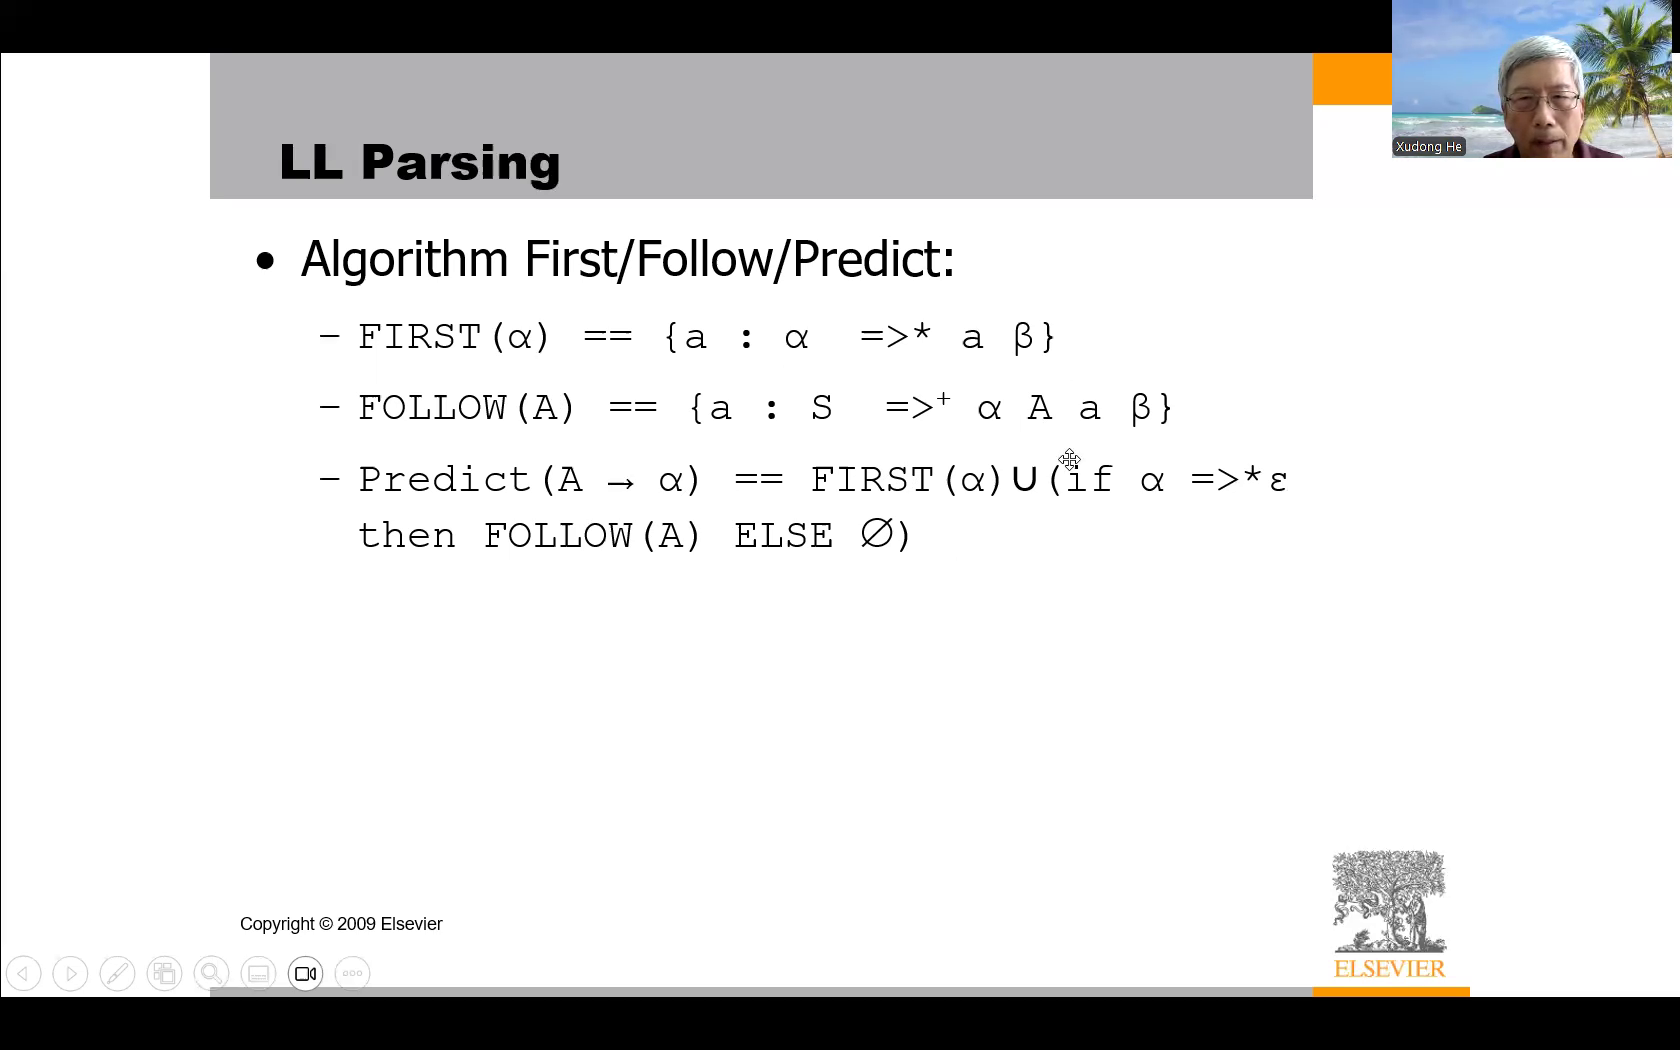 Xudong He
LL Parsing
• Algorithm First/Follow/Predict:
– FIRST(α) == {a : α =>* a β}
– FOLLOW(A) == {a : S =>⁺ α A a β}
– Predict(A → α) == FIRST(α)∪(if α =>*ε
then FOLLOW(A) ELSE ∅)
Copyright © 2009 Elsevier
ELSEVIER